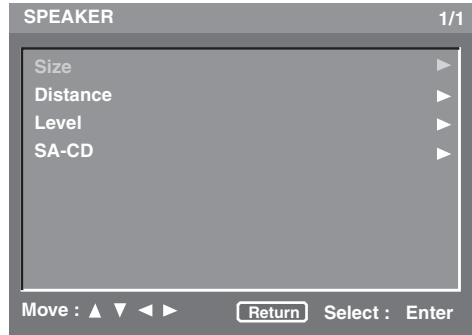 SPEAKER 1/1
Size ▶
Distance ▶
Level ▶
SA-CD ▶
Move : ▲ ▼ ◀ ▶ Return Select : Enter